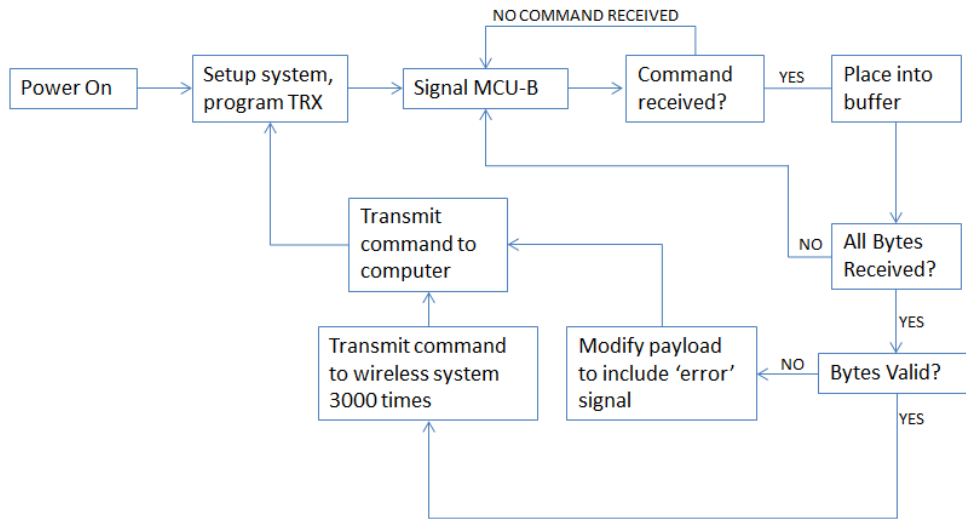 NO COMMAND RECEIVED
Power On
Setup system,
program TRX
Signal MCU-B
Command
received?
YES
Place into
buffer
Transmit
command to
computer
NO
All Bytes
Received?
YES
Transmit command
to wireless system
3000 times
Modify payload
to include ‘error’
signal
NO
Bytes Valid?
YES